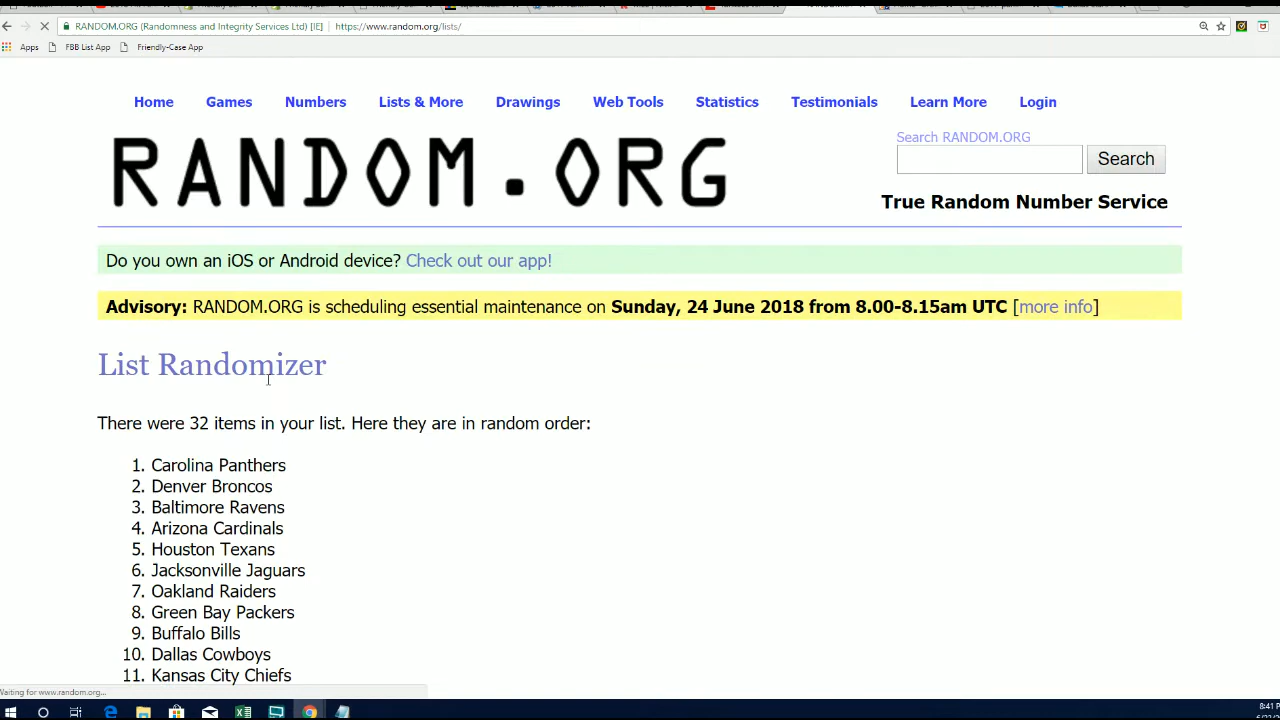 RANDOM.ORG (Randomness and Integrity Services Ltd) [IE] https://www.random.org/lists/
Apps FBB List App Friendly-Case App
Home Games Numbers Lists & More Drawings Web Tools Statistics Testimonials Learn More Login
RANDOM.ORG
Search RANDOM.ORG
Search
True Random Number Service
Do you own an iOS or Android device? Check out our app!
Advisory: RANDOM.ORG is scheduling essential maintenance on Sunday, 24 June 2018 from 8.00-8.15am UTC [more info]
List Randomizer
There were 32 items in your list. Here they are in random order:
1. Carolina Panthers
2. Denver Broncos
3. Baltimore Ravens
4. Arizona Cardinals
5. Houston Texans
6. Jacksonville Jaguars
7. Oakland Raiders
8. Green Bay Packers
9. Buffalo Bills
10. Dallas Cowboys
11. Kansas City Chiefs
Waiting for www.random.org...
8:41 P